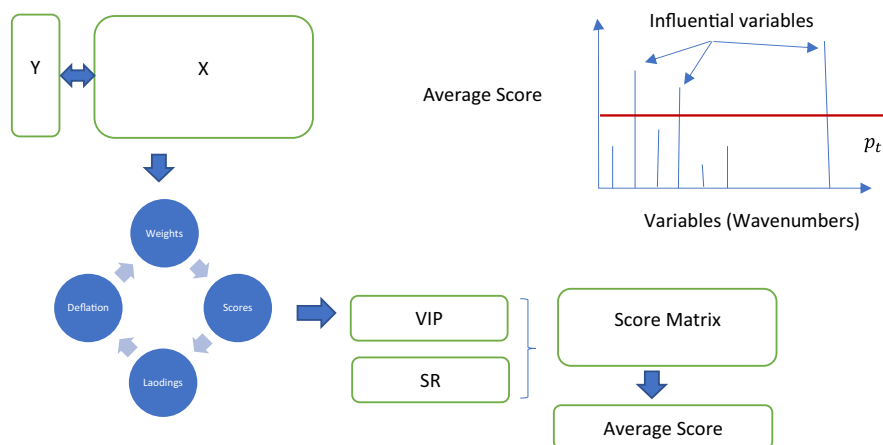 Y
X
Influential variables
Average Score
p_t
Variables (Wavenumbers)
Weights
Deflation
Scores
Laodings
VIP
SR
Score Matrix
Average Score